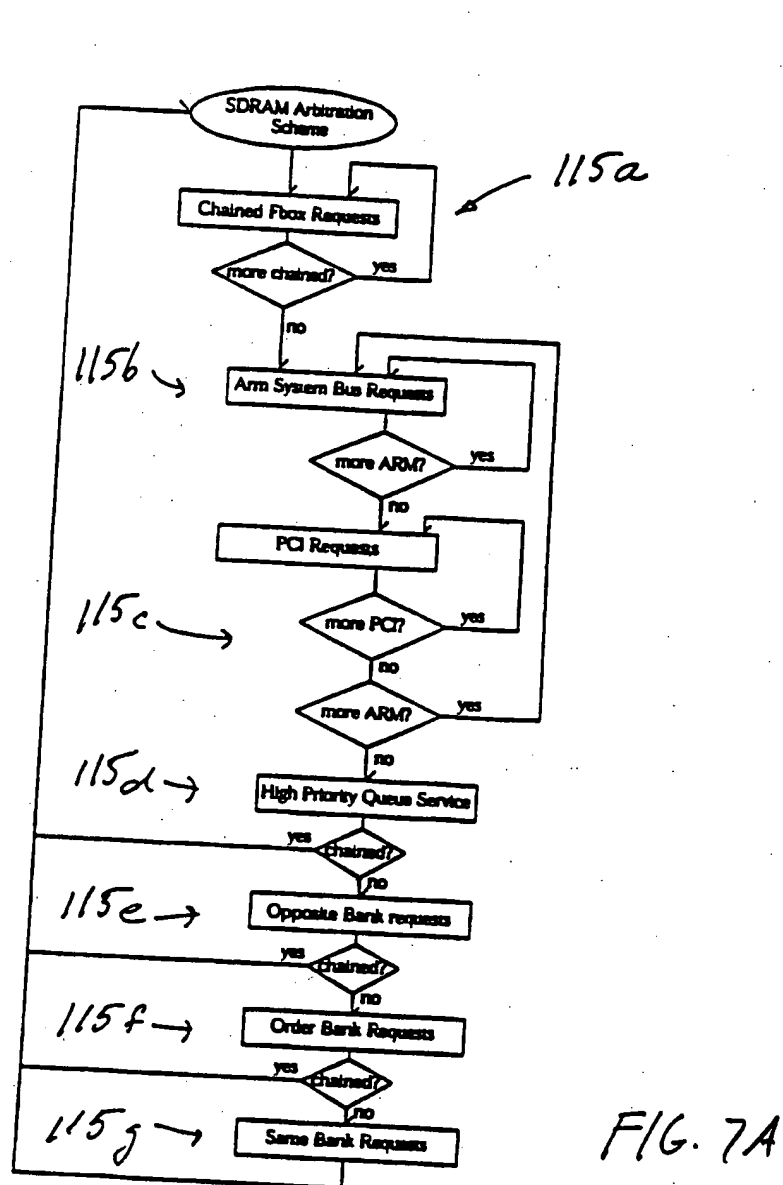 SDRAM Arbitration
Scheme
115a
Chained Fbox Requests
more chained?
yes
no
115b
Arm System Bus Requests
more ARM?
yes
no
PCI Requests
115c
more PCI?
yes
no
more ARM?
yes
no
115d
High Priority Queue Service
yes
Chained?
no
115e
Opposite Bank requests
yes
Chained?
no
115f
Order Bank Requests
yes
Chained?
no
115g
Same Bank Requests
FIG. 7A